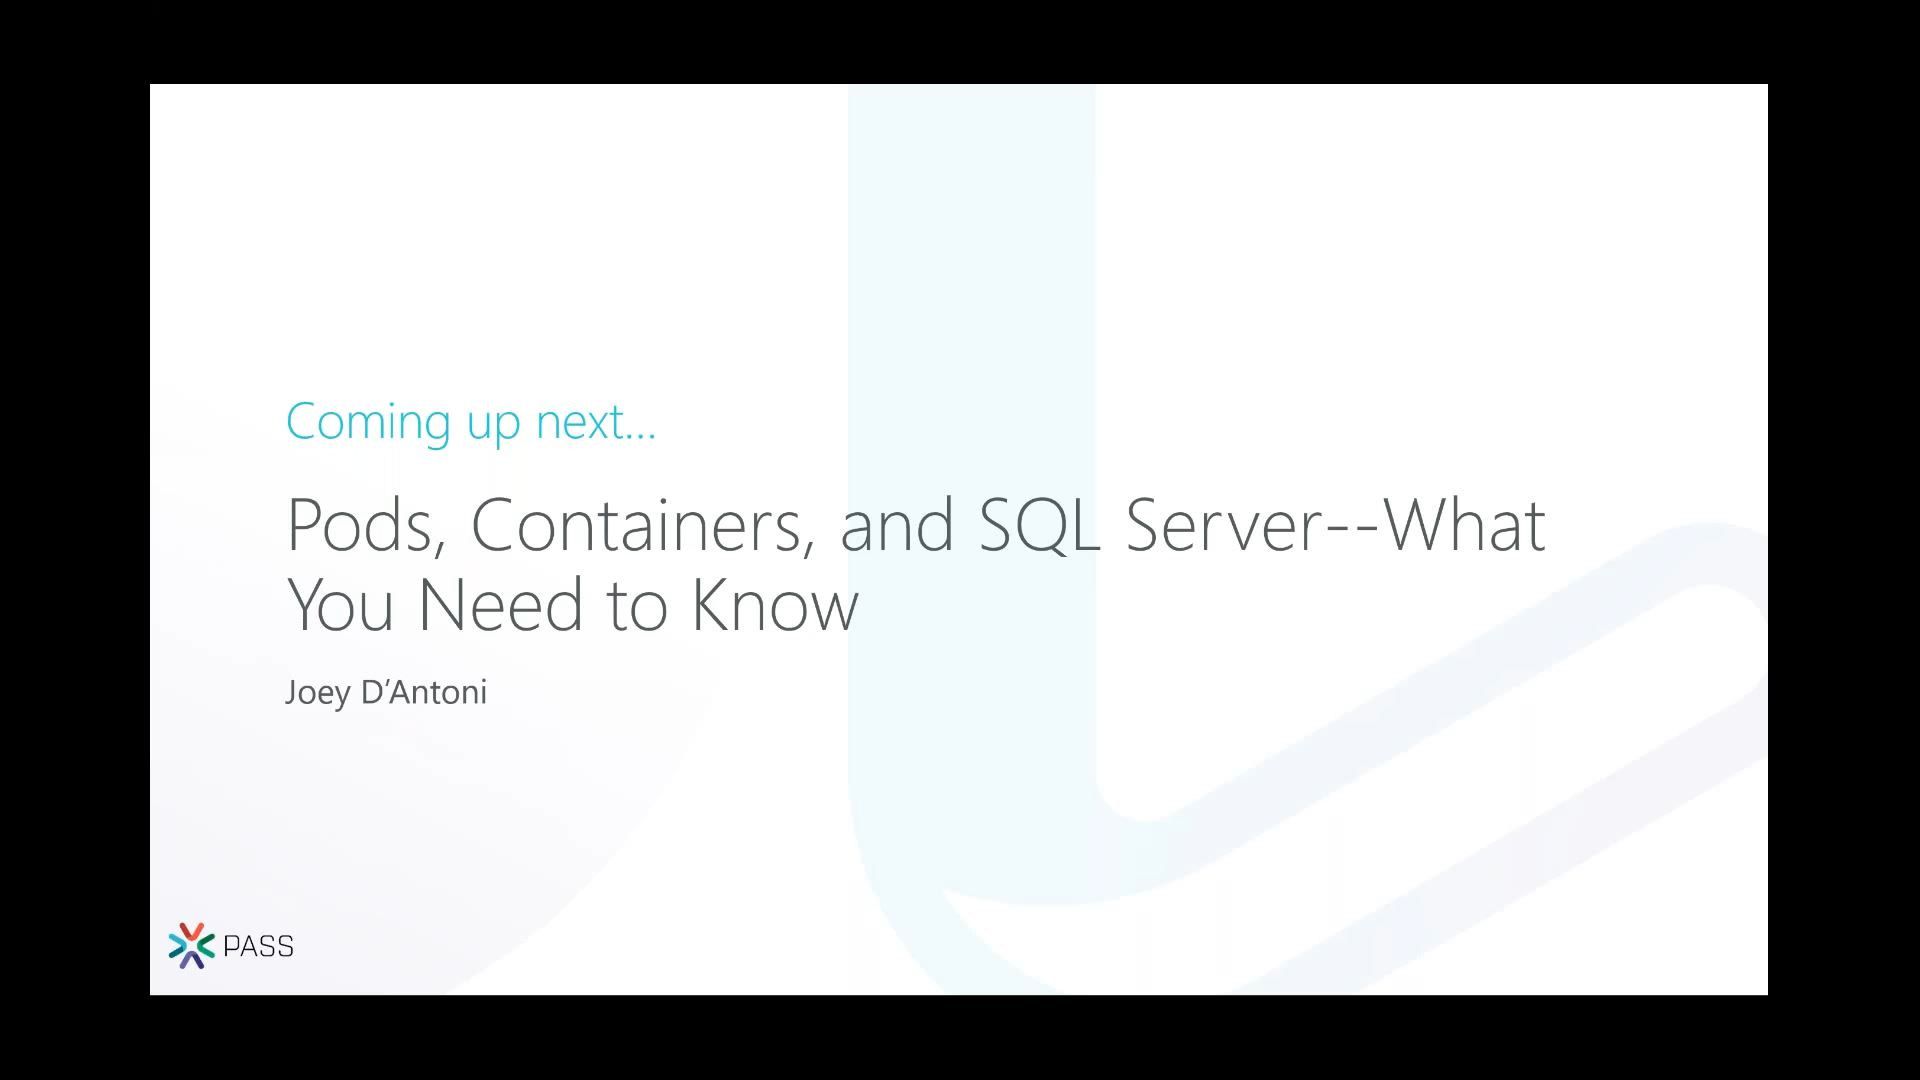 Coming up next...
Pods, Containers, and SQL Server--What
You Need to Know
Joey D’Antoni
PASS